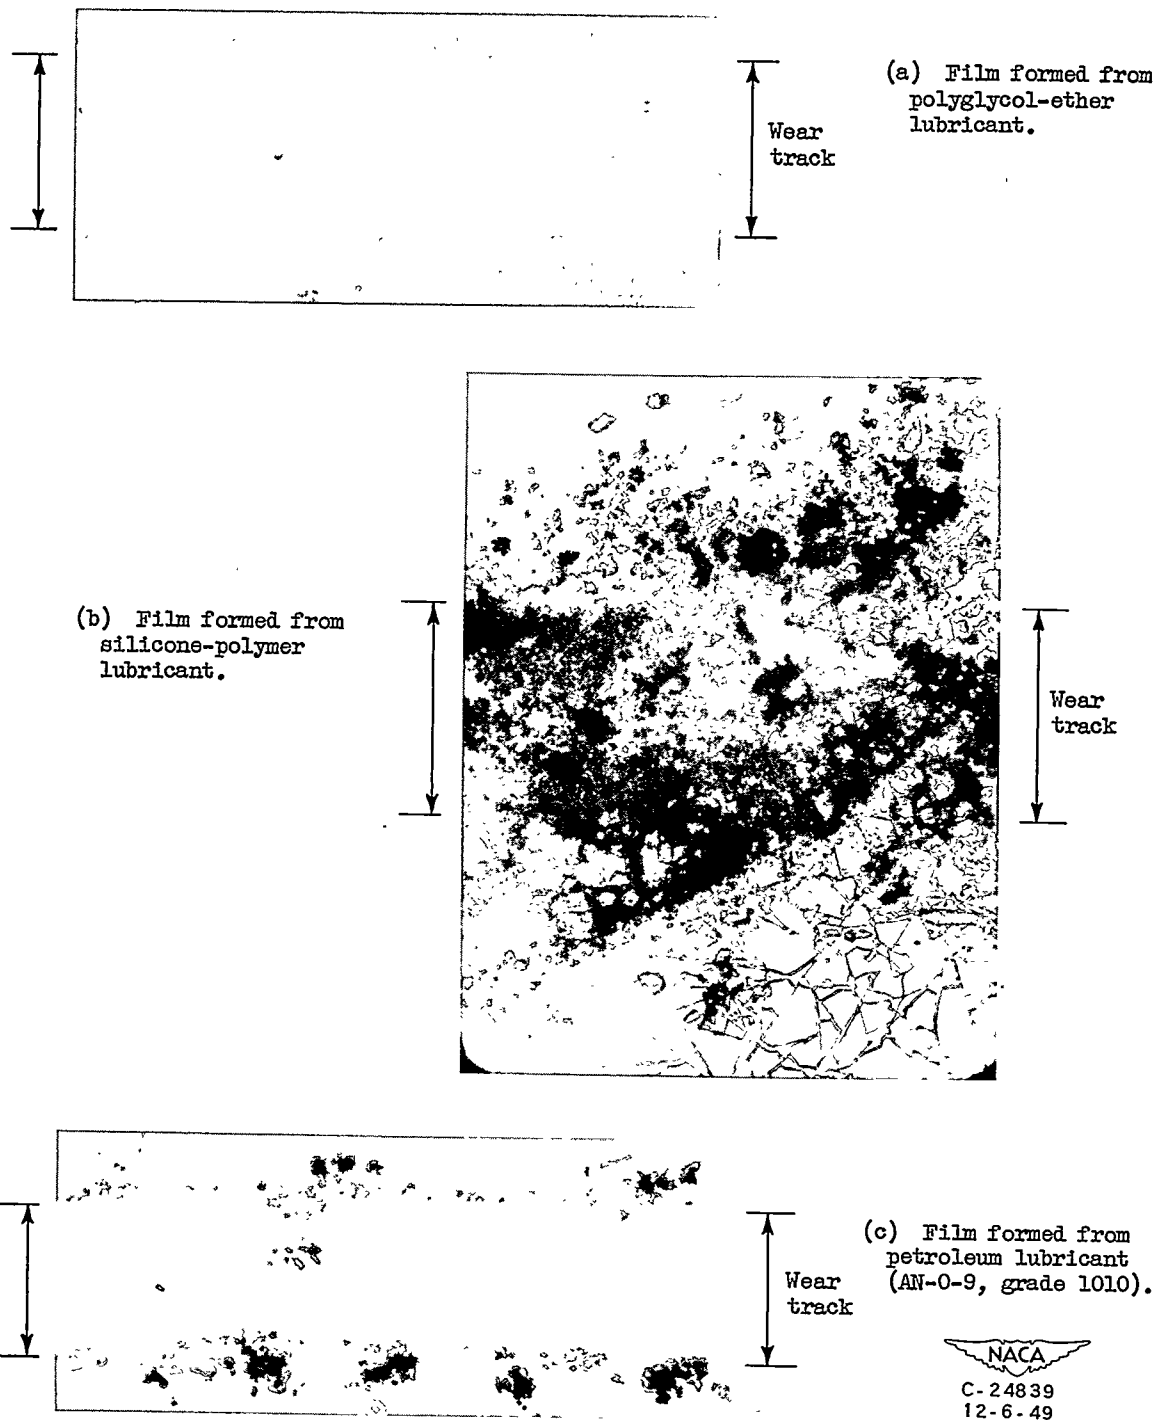 (a) Film formed from
polyglycol-ether
lubricant.
Wear
track
(b) Film formed from
silicone-polymer
lubricant.
Wear
track
(c) Film formed from
petroleum lubricant
(AN-O-9, grade 1010).
Wear
track
NACA
C-24839
12-6-49